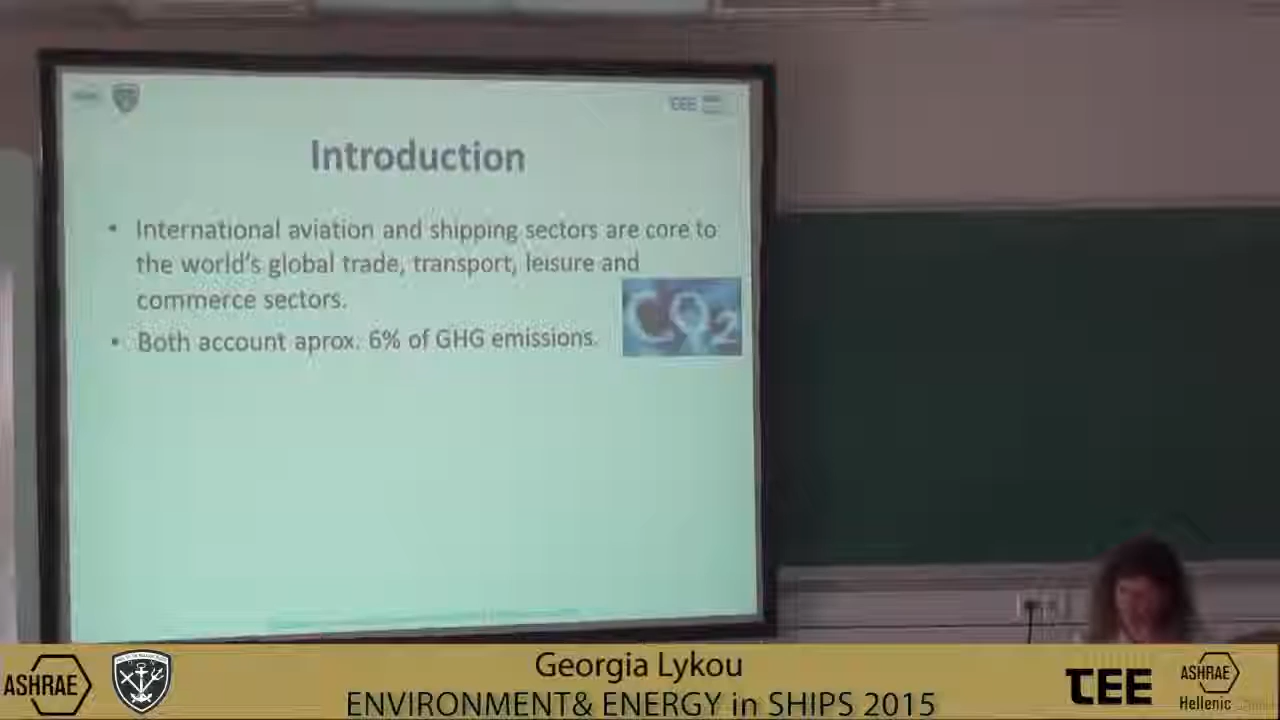 TEE
Introduction
• International aviation and shipping sectors are core to
the world's global trade, transport, leisure and
commerce sectors.
• Both account aprox. 6% of GHG emissions.
CO2
ASHRAE
Georgia Lykou
ENVIRONMENT& ENERGY in SHIPS 2015
TEE
ASHRAE
Hellenic